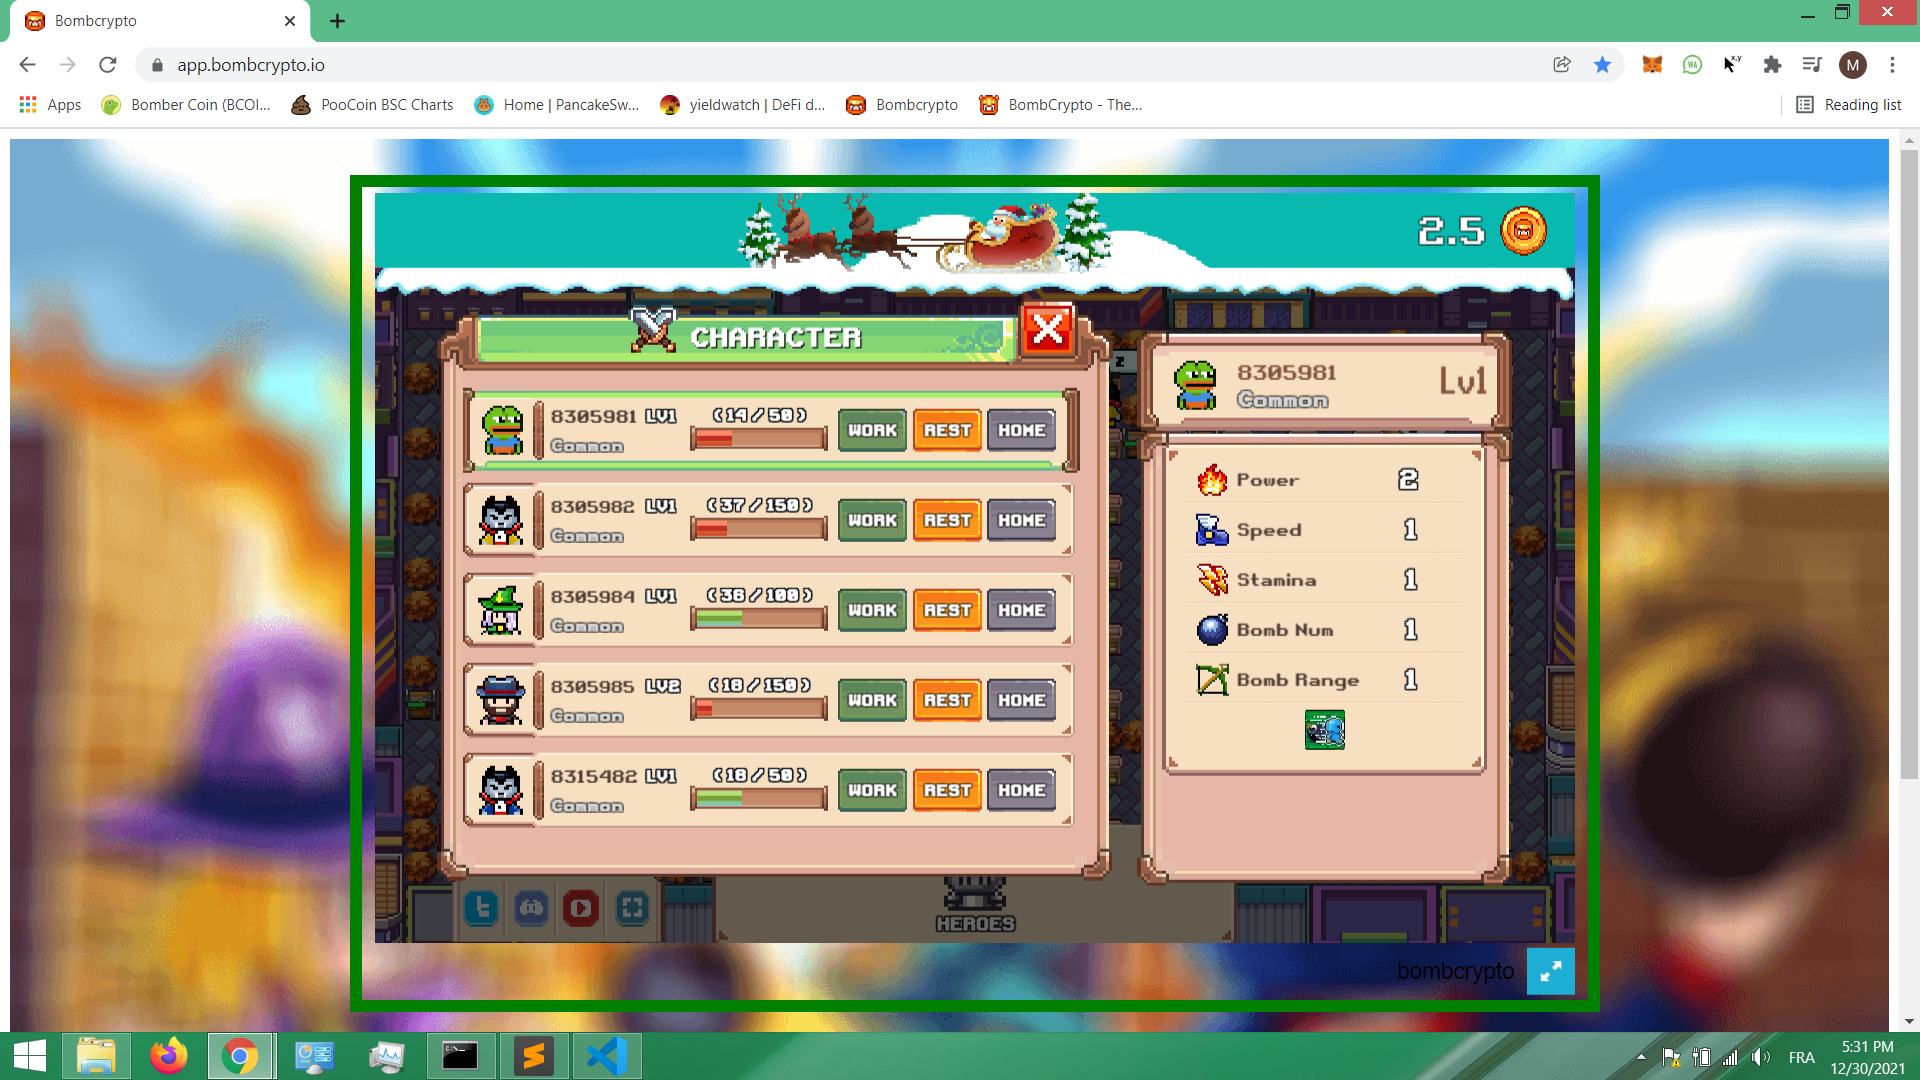 Bombcrypto
app.bombcrypto.io
M
Apps
Bomber Coin (BCOI...
PooCoin BSC Charts
Home | PancakeSw...
yieldwatch | DeFi d...
Bombcrypto
BombCrypto - The...
Reading list
2.5
CHARACTER
8305981 LV1 (14/50)
Common
WORK REST HOME
8305982 LV1 (37/150)
Common
WORK REST HOME
8305984 LV1 (38/100)
Common
WORK REST HOME
8305985 LV2 (18/150)
Common
WORK REST HOME
8315482 LV1 (18/50)
Common
WORK REST HOME
8305981
Common
Lv1
Power 2
Speed 1
Stamina 1
Bomb Num 1
Bomb Range 1
HEROES
bombcrypto
FRA
5:31 PM
12/30/2021